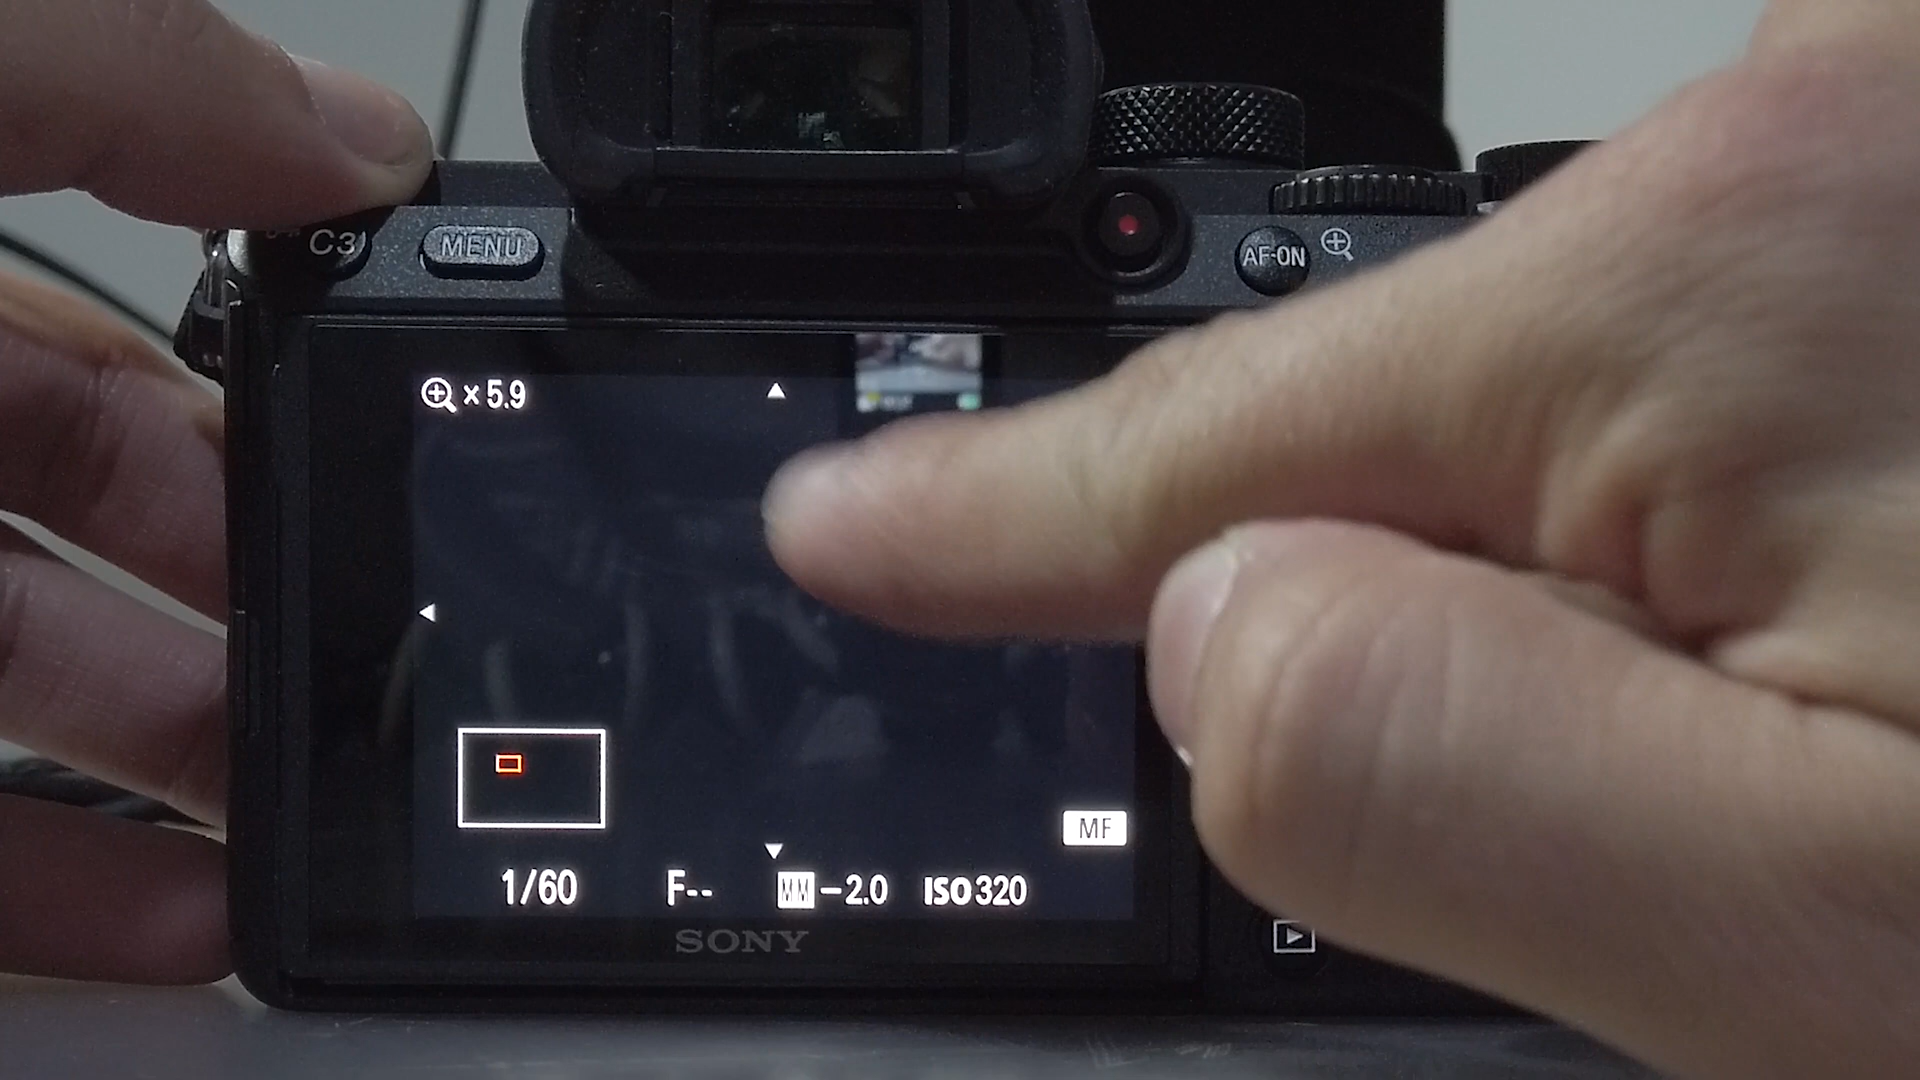 C3
MENU
AF-ON
×5.9
MF
1/60
F--
-2.0
ISO 320
SONY